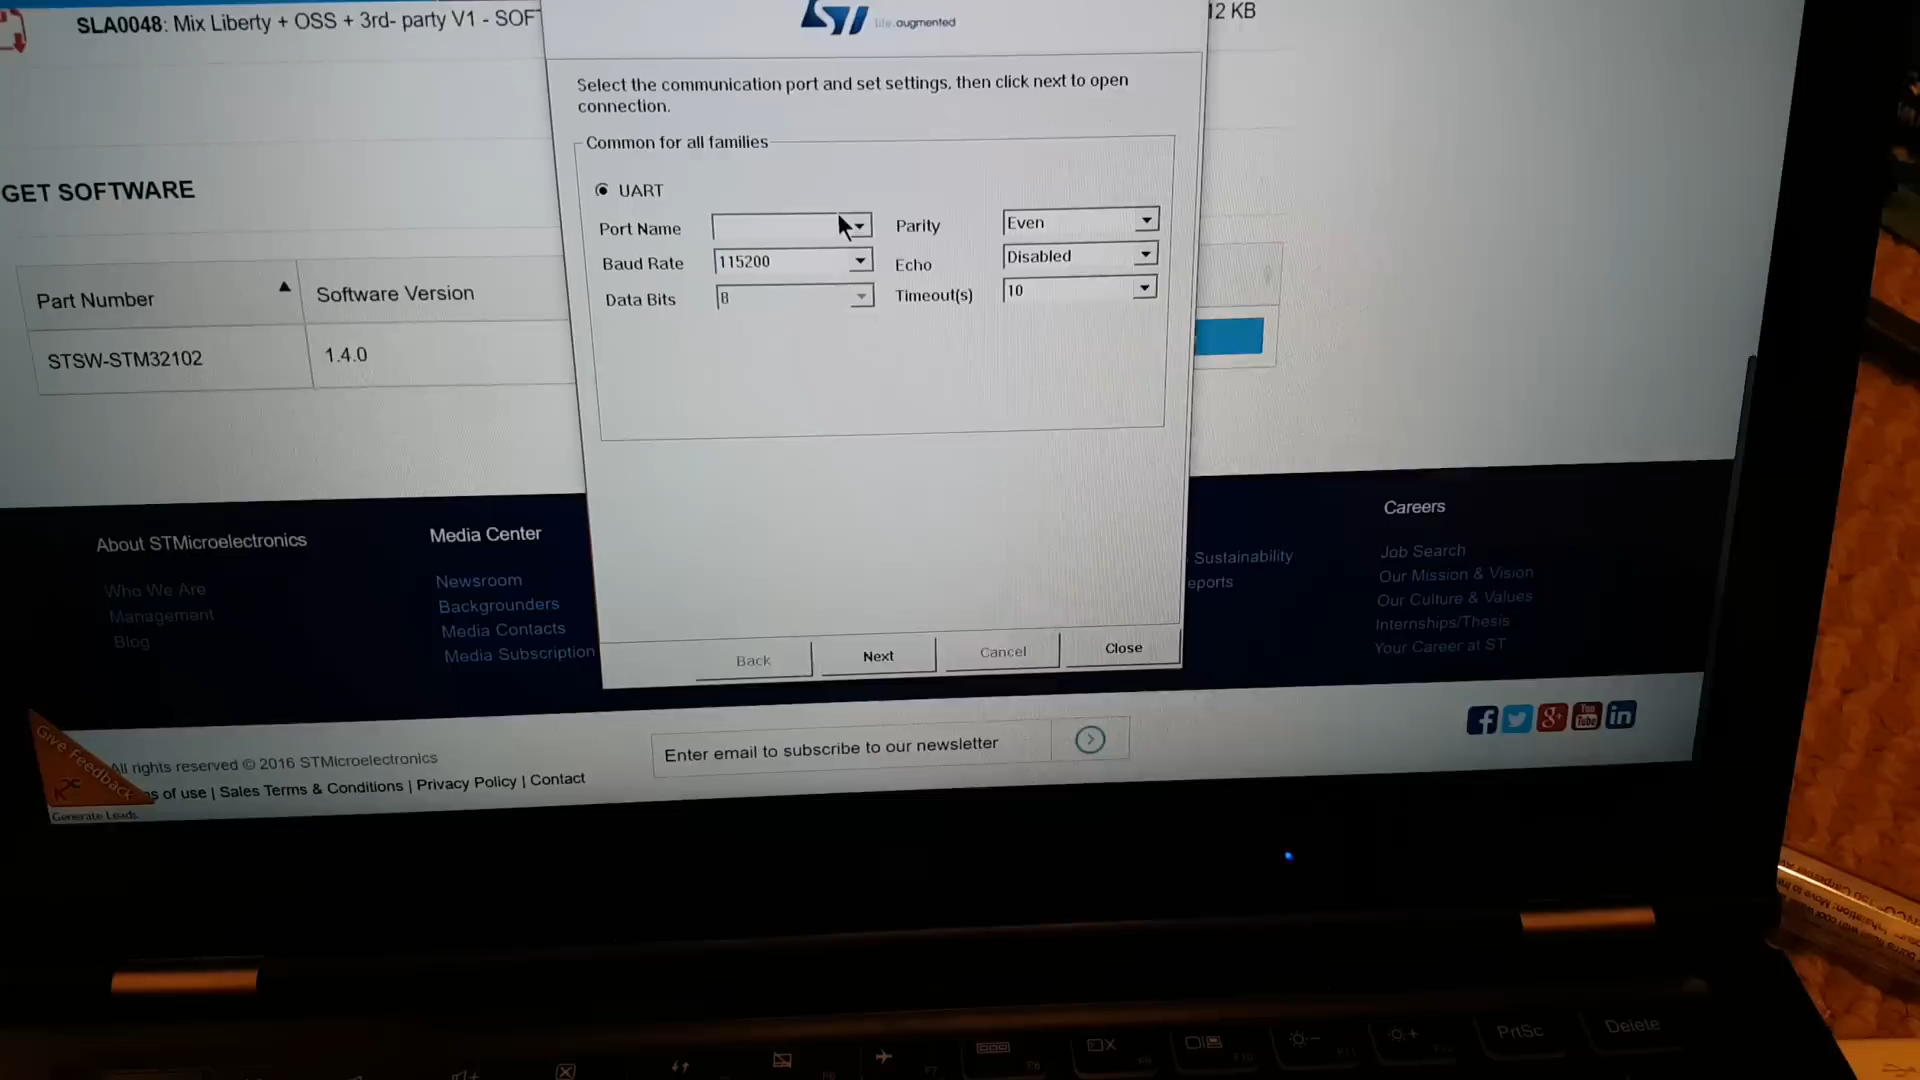 SLA0048: Mix Liberty + OSS + 3rd- party V1 - SOFT
12 KB
life.augmented
Select the communication port and set settings, then click next to open
connection.
Common for all families
UART
Port Name
Parity
Even
Baud Rate
115200
Echo
Disabled
Data Bits
8
Timeout(s)
10
GET SOFTWARE
Part Number
Software Version
STSW-STM32102
1.4.0
Back
Next
Cancel
Close
About STMicroelectronics
Who We Are
Management
Blog
Media Center
Newsroom
Backgrounders
Media Contacts
Media Subscription
Sustainability
eports
Careers
Job Search
Our Mission & Vision
Our Culture & Values
Internships/Thesis
Your Career at ST
Give Feedback
Generate Leads
All rights reserved © 2016 STMicroelectronics
s of use | Sales Terms & Conditions | Privacy Policy | Contact
Enter email to subscribe to our newsletter
You
Tube
in
PrtSc
Delete